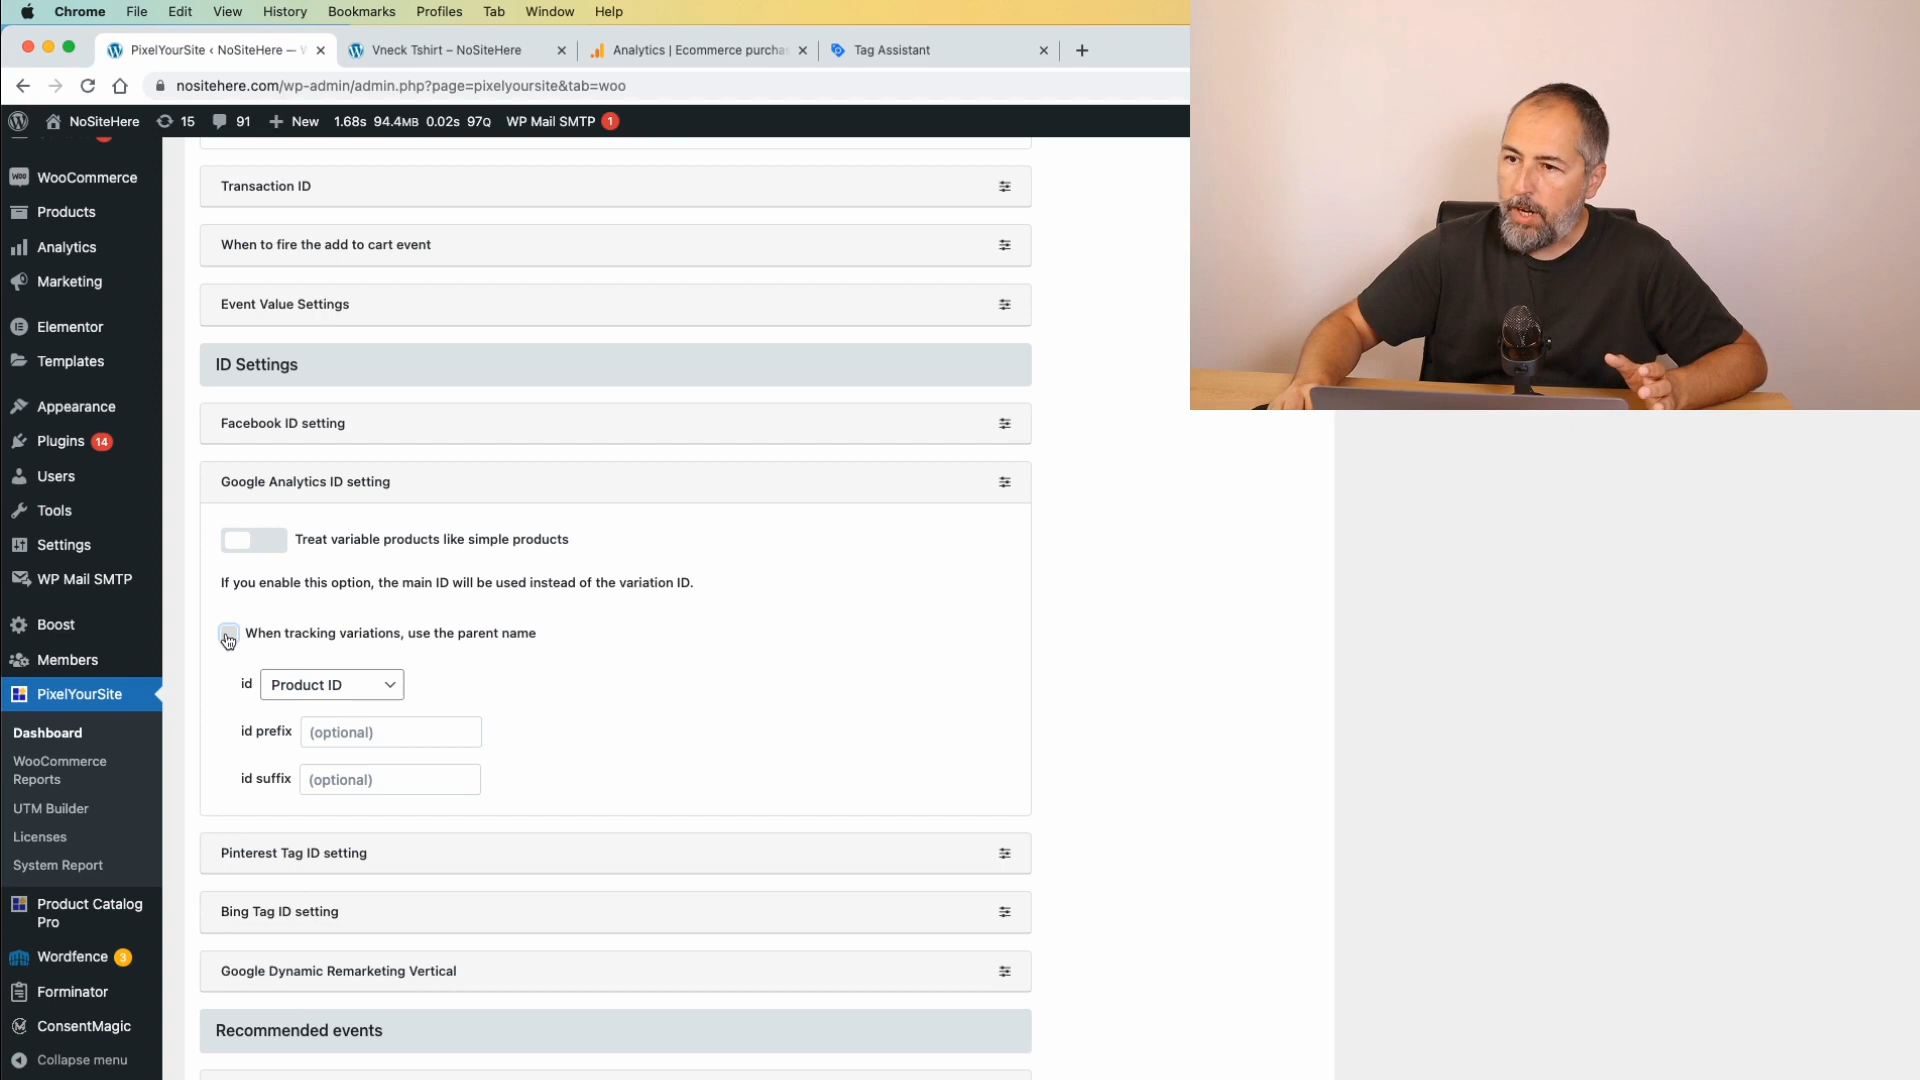 Chrome File Edit View History Bookmarks Profiles Tab Window Help
PixelYourSite ‹ NoSiteHere —
Vneck Tshirt – NoSiteHere
Analytics | Ecommerce purcha
Tag Assistant
nositehere.com/wp-admin/admin.php?page=pixelyoursite&tab=woo
NoSiteHere 15 91 New 1.68s 94.4MB 0.02s 97Q WP Mail SMTP 1
WooCommerce
Products
Analytics
Marketing
Elementor
Templates
Appearance
Plugins 14
Users
Tools
Settings
WP Mail SMTP
Boost
Members
PixelYourSite
Dashboard
WooCommerce
Reports
UTM Builder
Licenses
System Report
Product Catalog
Pro
Wordfence 3
Forminator
ConsentMagic
Collapse menu
Transaction ID
When to fire the add to cart event
Event Value Settings
ID Settings
Facebook ID setting
Google Analytics ID setting
Treat variable products like simple products
If you enable this option, the main ID will be used instead of the variation ID.
When tracking variations, use the parent name
id Product ID
id prefix (optional)
id suffix (optional)
Pinterest Tag ID setting
Bing Tag ID setting
Google Dynamic Remarketing Vertical
Recommended events